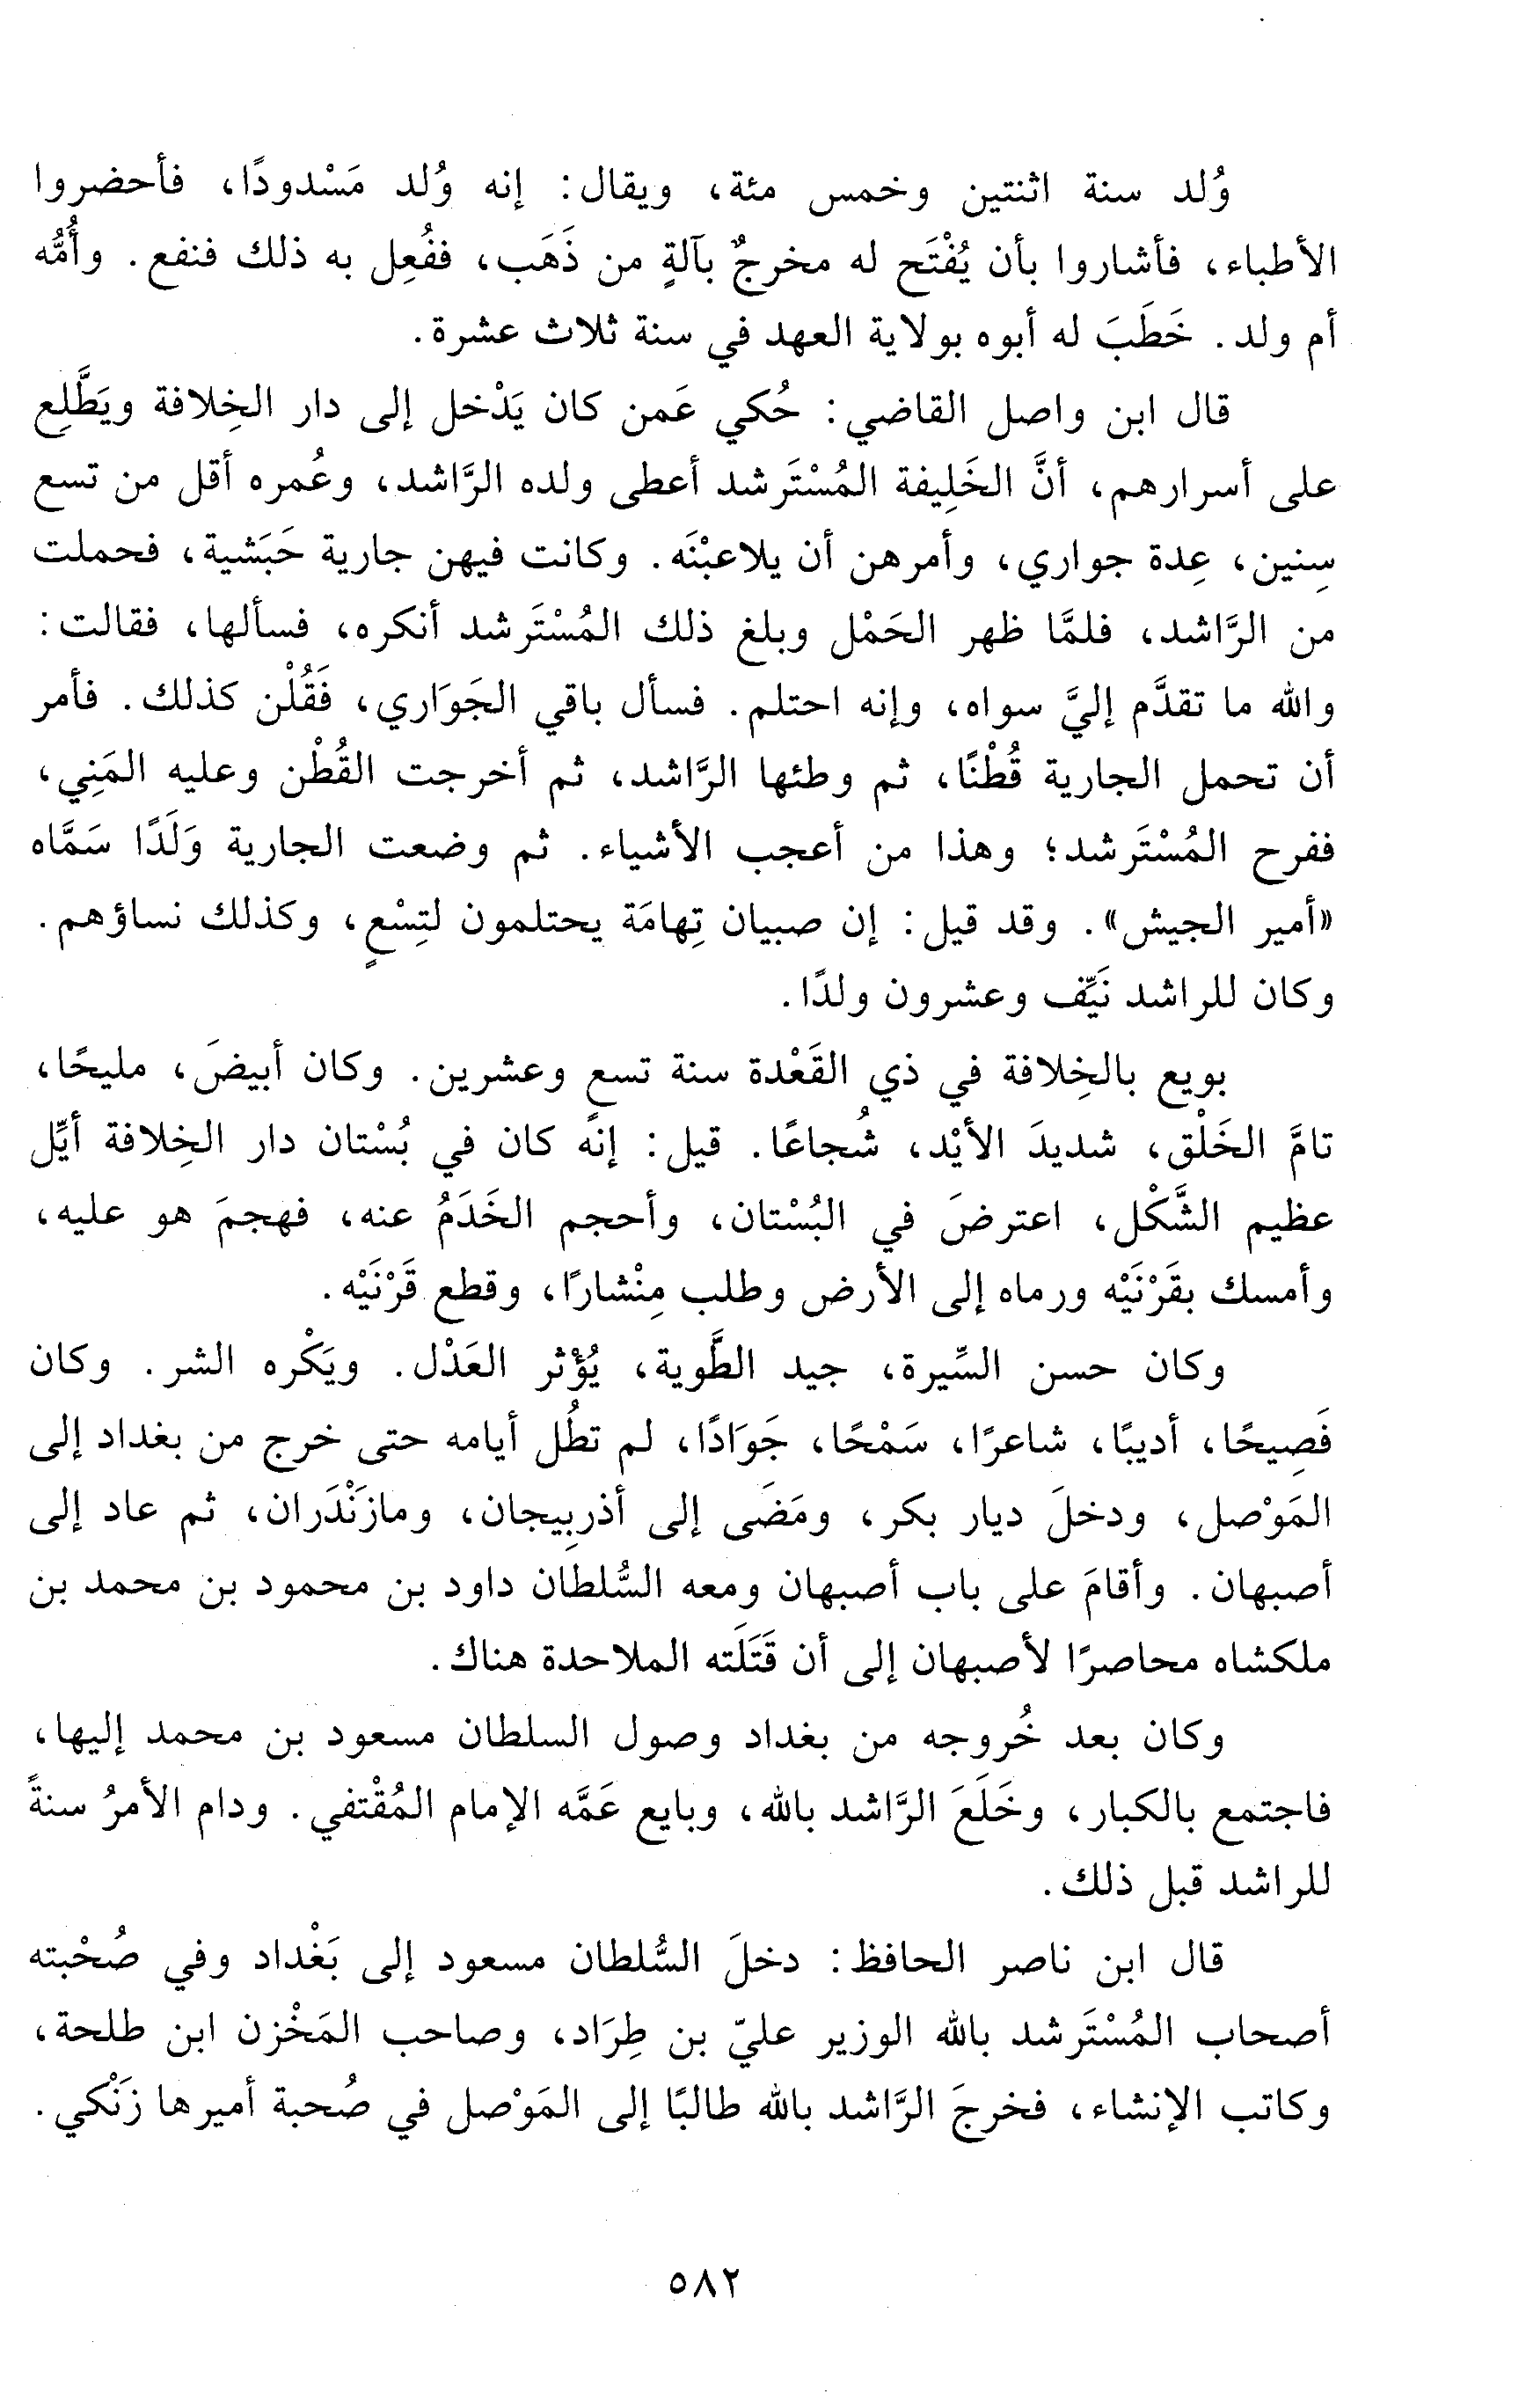 وُلد سنة اثنتين وخمس مئة، ويقال: إنه وُلد مَسْدودًا، فأحضروا
الأطباء، فأشاروا بأن يُفْتَح له مخرجٌ بآلةٍ من ذَهَب، ففُعِل به ذلك فنفع. وأُمُّه
أم ولد. خَطَبَ له أبوه بولاية العهد في سنة ثلاث عشرة.
قال ابن واصل القاضي: حُكي عَمن كان يَدْخل إلى دار الخِلافة ويَطَّلِع
على أسرارهم، أنَّ الخَلِيفة المُسْتَرشد أعطى ولده الرَّاشد، وعُمره أقل من تسع
سِنين، عِدة جواري، وأمرهن أن يلاعبْنَه. وكانت فيهن جارية حَبَشية، فحملت
من الرَّاشد، فلمَّا ظهر الحَمْل وبلغ ذلك المُسْتَرشد أنكره، فسألها، فقالت:
والله ما تقدَّم إليَّ سواه، وإنه احتلم. فسأل باقي الجَوَاري، فَقُلْن كذلك. فأمر
أن تحمل الجارية قُطْنًا، ثم وطئها الرَّاشد، ثم أخرجت القُطْن وعليه المَنِي،
ففرح المُسْتَرشد؛ وهذا من أعجب الأشياء. ثم وضعت الجارية وَلَدًا سَمَّاه
«أمير الجيش». وقد قيل: إن صبيان تِهامَة يحتلمون لتِسْعٍ، وكذلك نساؤهم.
وكان للراشد نَيِّف وعشرون ولدًا.
بويع بالخِلافة في ذي القَعْدة سنة تسع وعشرين. وكان أبيضَ، مليحًا،
تامَّ الخَلْق، شديدَ الأيْد، شُجاعًا. قيل: إنه كان في بُسْتان دار الخِلافة أيِّل
عظيم الشَّكْل، اعترضَ في البُسْتان، وأحجم الخَدَمُ عنه، فهجمَ هو عليه،
وأمسك بقَرْنَيْه ورماه إلى الأرض وطلب مِنْشارًا، وقطع قَرْنَيْه.
وكان حسن السِّيرة، جيد الطَّوية، يُؤْثر العَدْل. ويَكْره الشر. وكان
فَصِيحًا، أديبًا، شاعرًا، سَمْحًا، جَوَادًا، لم تطُل أيامه حتى خرج من بغداد إلى
المَوْصل، ودخلَ ديار بكر، ومَضَى إلى أذربِيجان، ومازَنْدَران، ثم عاد إلى
أصبهان. وأقامَ على باب أصبهان ومعه السُّلطان داود بن محمود بن محمد بن
ملكشاه محاصرًا لأصبهان إلى أن قَتَلَته الملاحدة هناك.
وكان بعد خُروجه من بغداد وصول السلطان مسعود بن محمد إليها،
فاجتمع بالكبار، وخَلَعَ الرَّاشد بالله، وبايع عَمَّه الإمام المُقْتفي. ودام الأمرُ سنةً
للراشد قبل ذلك.
قال ابن ناصر الحافظ: دخلَ السُّلطان مسعود إلى بَغْداد وفي صُحْبته
أصحاب المُسْتَرشد بالله الوزير عليّ بن طِرَاد، وصاحب المَخْزن ابن طلحة،
وكاتب الإنشاء، فخرجَ الرَّاشد بالله طالبًا إلى المَوْصل في صُحبة أميرها زَنْكي.
٥٨٢